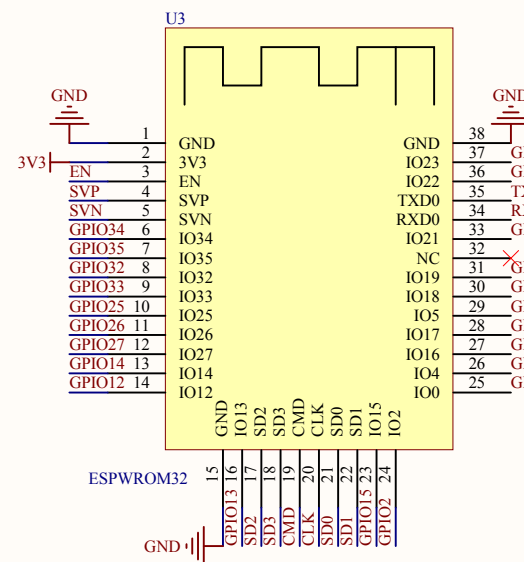 U3
GND
GND
1 GND GND 38
3V3 2 3V3 IO23 37
EN 3 EN IO22 36
SVP 4 SVP TXD0 35
SVN 5 SVN RXD0 34
GPIO34 6 IO34 IO21 33
GPIO35 7 IO35 NC 32
GPIO32 8 IO32 IO19 31
GPIO33 9 IO33 IO18 30
GPIO25 10 IO25 IO5 29
GPIO26 11 IO26 IO17 28
GPIO27 12 IO27 IO16 27
GPIO14 13 IO14 IO4 26
GPIO12 14 IO12 IO0 25
GND IO13 SD2 SD3 CMD CLK SD0 SD1 IO15 IO2
15 16 17 18 19 20 21 22 23 24
ESPWROM32
GPIO13 SD2 SD3 CMD CLK SD0 SD1 GPIO15 GPIO2
GND